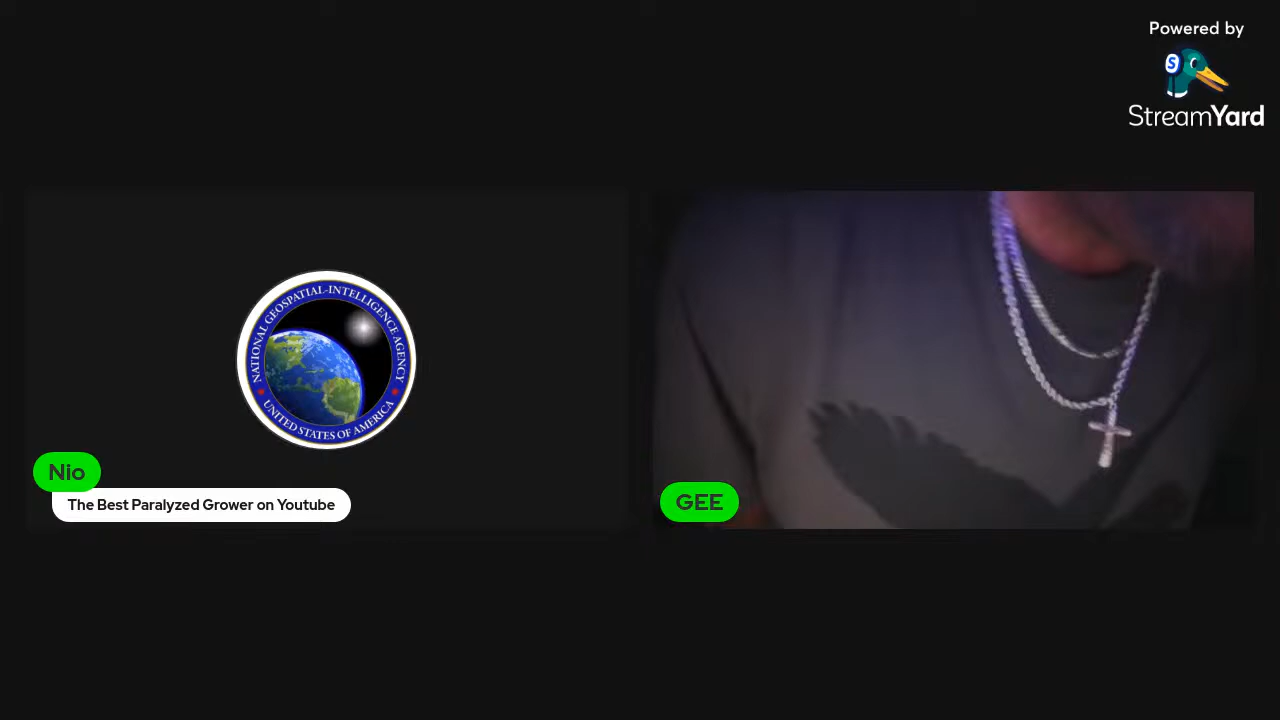 Powered by
StreamYard
S
NATIONAL GEOSPATIAL-INTELLIGENCE AGENCY
UNITED STATES OF AMERICA
Nio
The Best Paralyzed Grower on Youtube
GEE